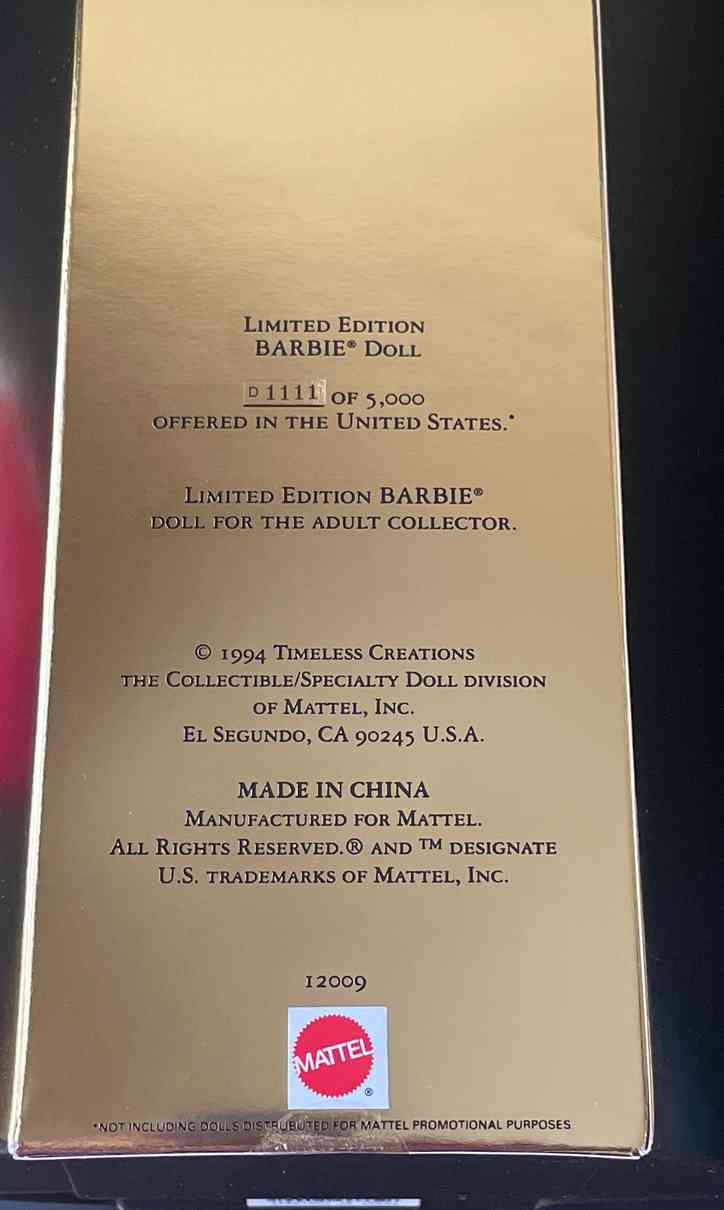 LIMITED EDITION
BARBIE® DOLL
D 1111 OF 5,000
OFFERED IN THE UNITED STATES.*
LIMITED EDITION BARBIE®
DOLL FOR THE ADULT COLLECTOR.
© 1994 TIMELESS CREATIONS
THE COLLECTIBLE/SPECIALTY DOLL DIVISION
OF MATTEL, INC.
EL SEGUNDO, CA 90245 U.S.A.
MADE IN CHINA
MANUFACTURED FOR MATTEL.
ALL RIGHTS RESERVED.® AND ™ DESIGNATE
U.S. TRADEMARKS OF MATTEL, INC.
12009
MATTEL
®
*NOT INCLUDING DOLLS DISTRUBUTED FOR MATTEL PROMOTIONAL PURPOSES